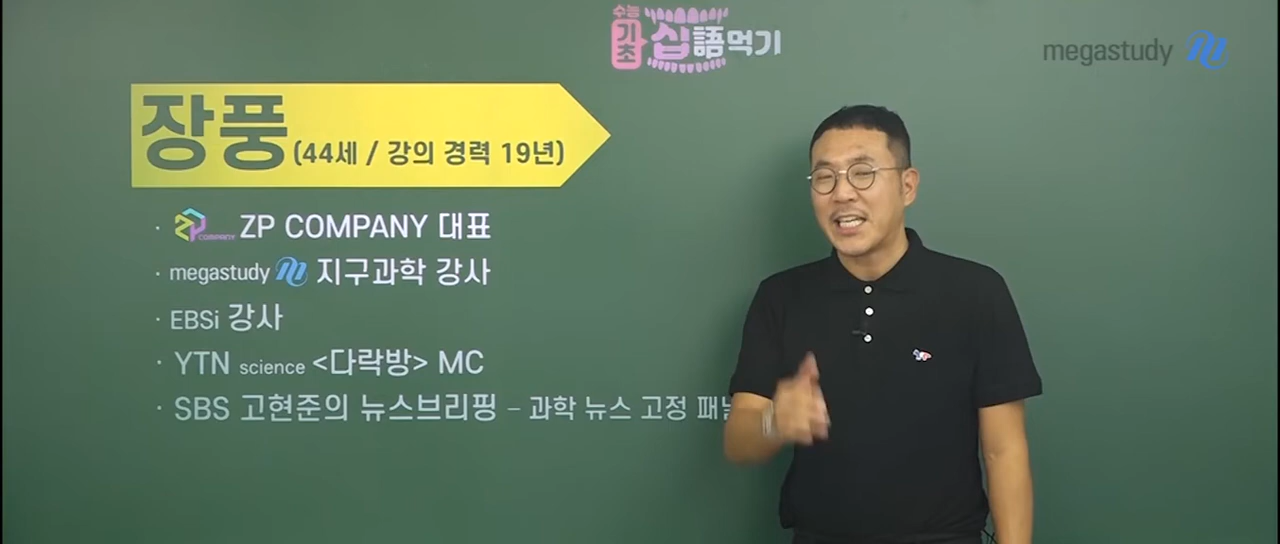 수능
기초
십語먹기
megastudy
장풍 (44세 / 강의 경력 19년)
· ZP COMPANY ZP COMPANY 대표
· megastudy 지구과학 강사
· EBSi 강사
· YTN science <다락방> MC
· SBS 고현준의 뉴스브리핑 – 과학 뉴스 고정